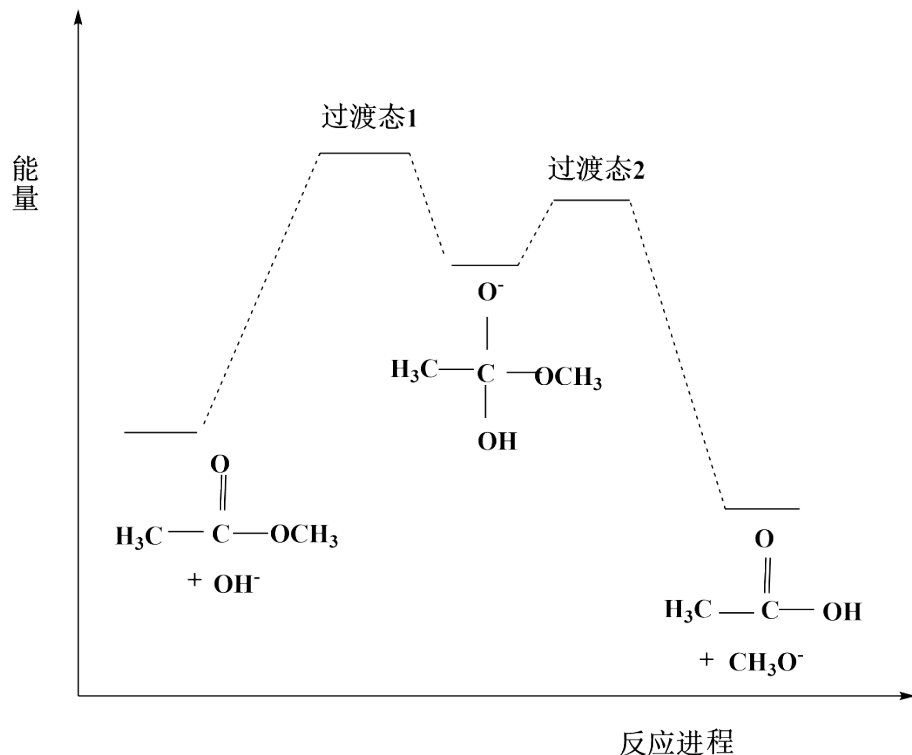 过渡态1
过渡态2
能量
O⁻
H₃C C OCH₃
OH
O
H₃C C OCH₃
+ OH⁻
O
H₃C C OH
+ CH₃O⁻
反应进程